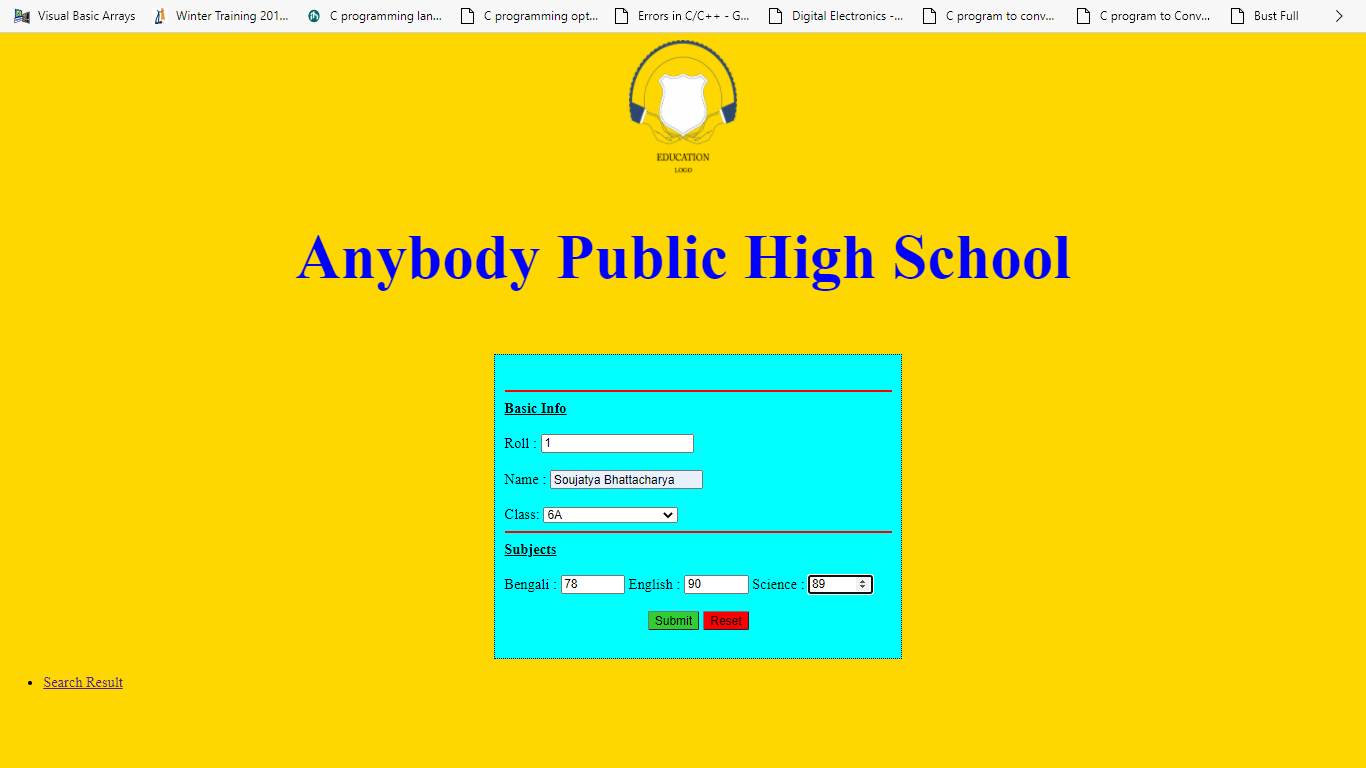 Visual Basic Arrays Winter Training 201... C programming lan... C programming opt... Errors in C/C++ - G... Digital Electronics -... C program to conv... C program to Conv... Bust Full
EDUCATION
LOGO
Anybody Public High School
Basic Info
Roll : 1
Name : Soujatya Bhattacharya
Class: 6A
Subjects
Bengali : 78 English : 90 Science : 89
Submit Reset
Search Result